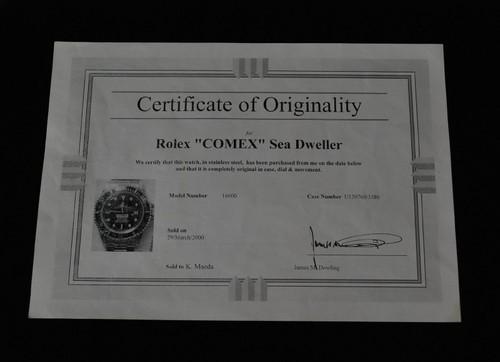 Certificate of Originality
for
Rolex "COMEX" Sea Dweller
We certify that this watch, in stainless steel, has been purchased from me on the date below
and that it is completely original in case, dial & movement.
Model Number 16600 Case Number
Sold on
29/March/2000
Sold to K. Maeda James M. Dowling